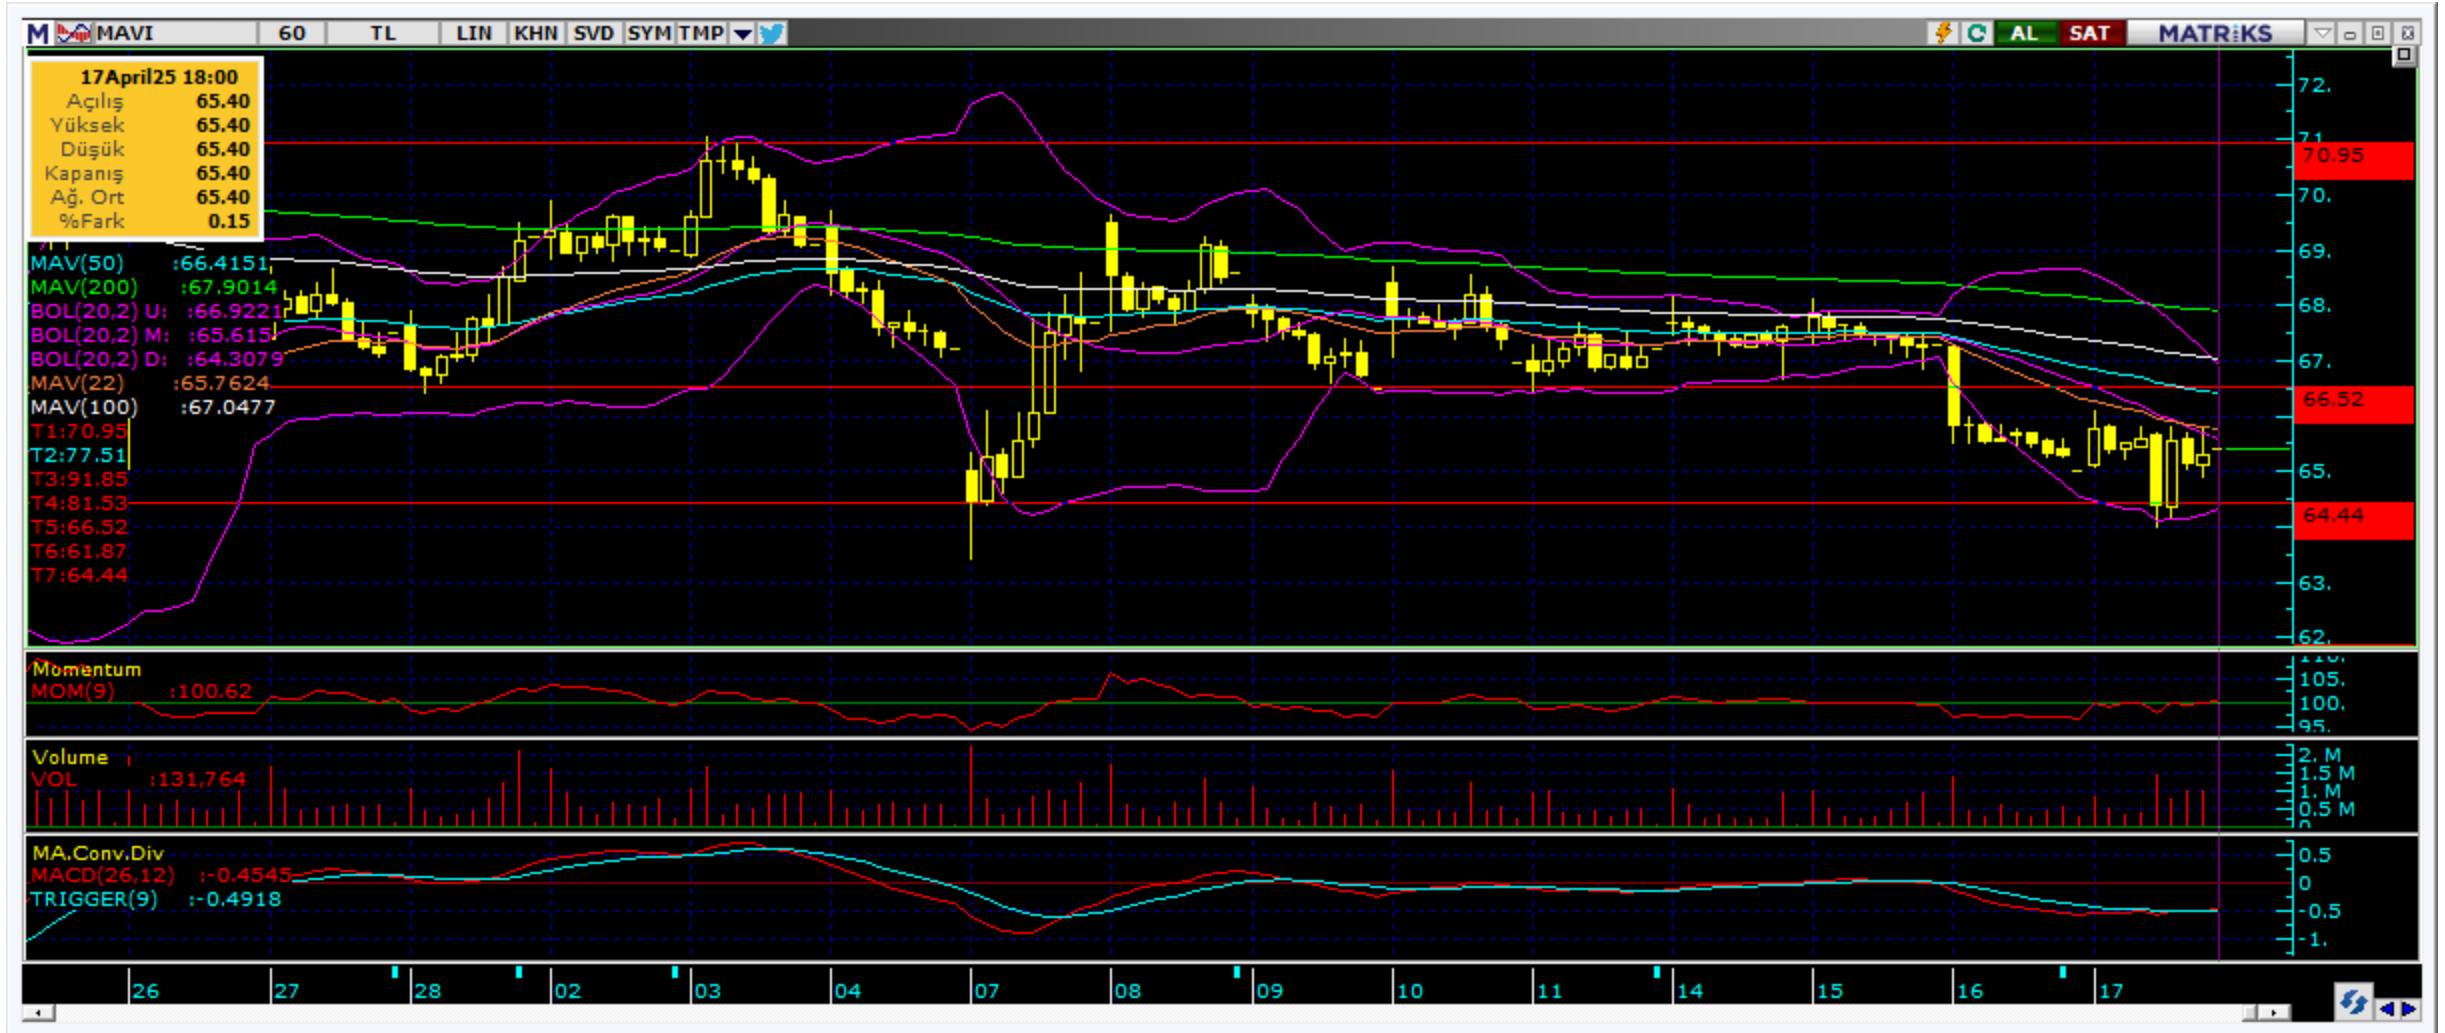 M MAVI 60 TL LIN KHN SVD SYM TMP AL SAT MATRiKS
17April25 18:00
Açılış 65.40
Yüksek 65.40
Düşük 65.40
Kapanış 65.40
Ağ. Ort 65.40
%Fark 0.15
MAV(50) :66.4151
MAV(200) :67.9014
BOL(20,2) U: :66.9221
BOL(20,2) M: :65.615
BOL(20,2) D: :64.3079
MAV(22) :65.7624
MAV(100) :67.0477
T1:70.95
T2:77.51
T3:91.85
T4:81.53
T5:66.52
T6:61.87
T7:64.44
72.
71.
70.95
70.
69.
68.
67.
66.52
65.
64.44
63.
62.
Momentum
MOM(9) :100.62
110.
105.
100.
95.
Volume
VOL :131,764
2. M
1.5 M
1. M
0.5 M
0
MA.Conv.Div
MACD(26,12) :-0.4545
TRIGGER(9) :-0.4918
0.5
0
-0.5
-1.
26 27 28 02 03 04 07 08 09 10 11 14 15 16 17